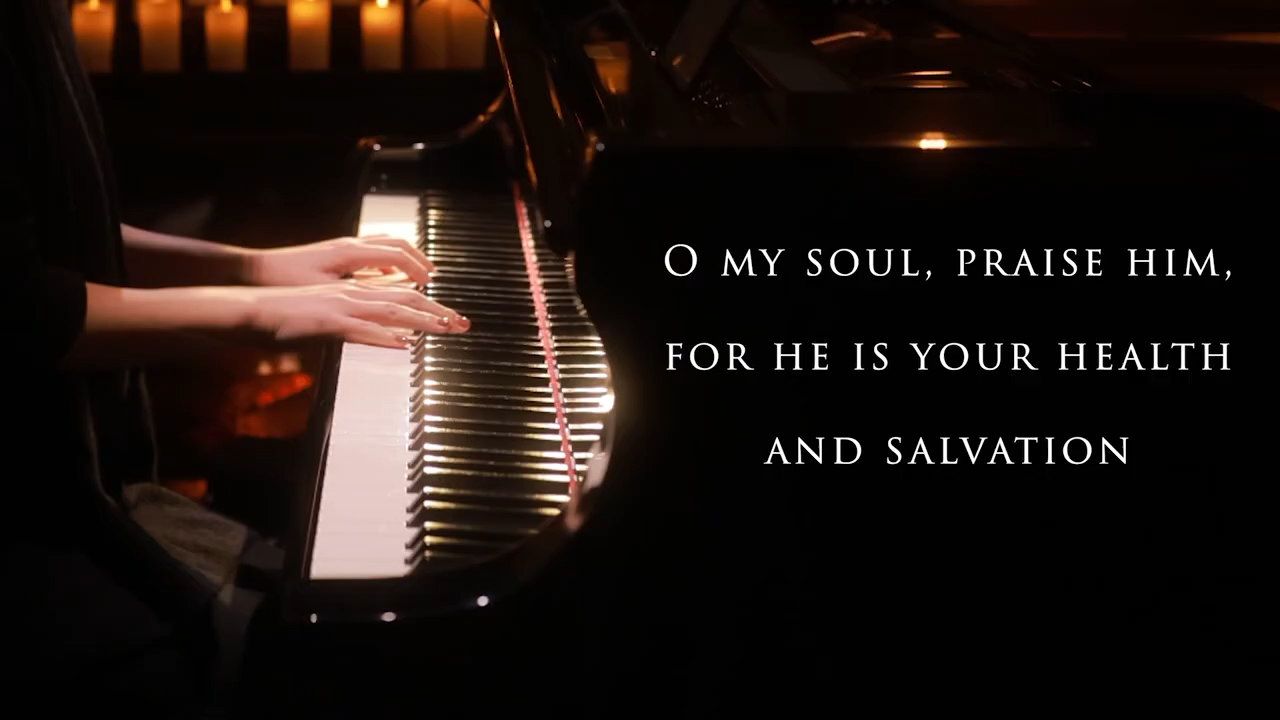 O MY SOUL, PRAISE HIM,
FOR HE IS YOUR HEALTH
AND SALVATION